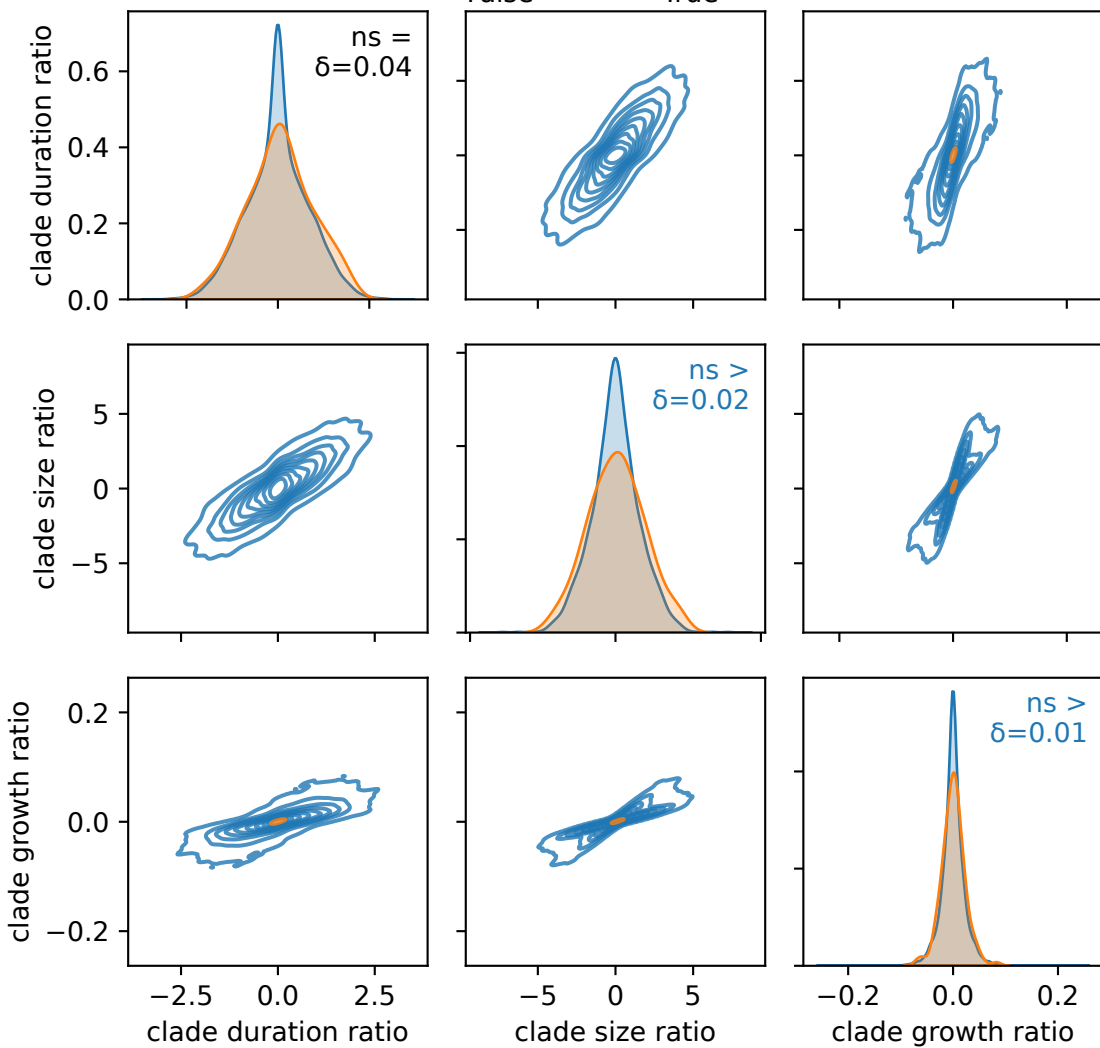 True
clade duration ratio
0.6
0.4
0.2
0.0
ns =
δ=0.04
clade size ratio
5
0
−5
ns >
δ=0.02
clade growth ratio
0.2
0.0
−0.2
ns >
δ=0.01
−2.5 0.0 2.5
−5 0 5
−0.2 0.0 0.2
clade duration ratio
clade size ratio
clade growth ratio